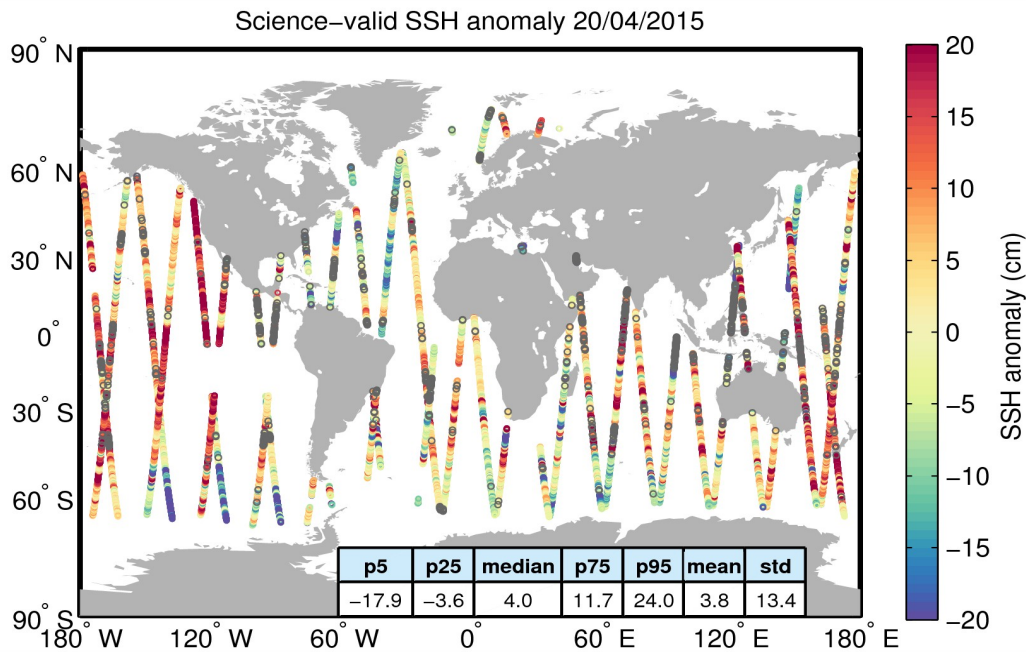 Science−valid SSH anomaly 20/04/2015
90° N
60° N
30° N
0°
30° S
60° S
90° S
180° W
120° W
60° W
0°
60° E
120° E
180° E
p5 p25 median p75 p95 mean std
−17.9 −3.6 4.0 11.7 24.0 3.8 13.4
20
15
10
5
0
−5
−10
−15
−20
SSH anomaly (cm)